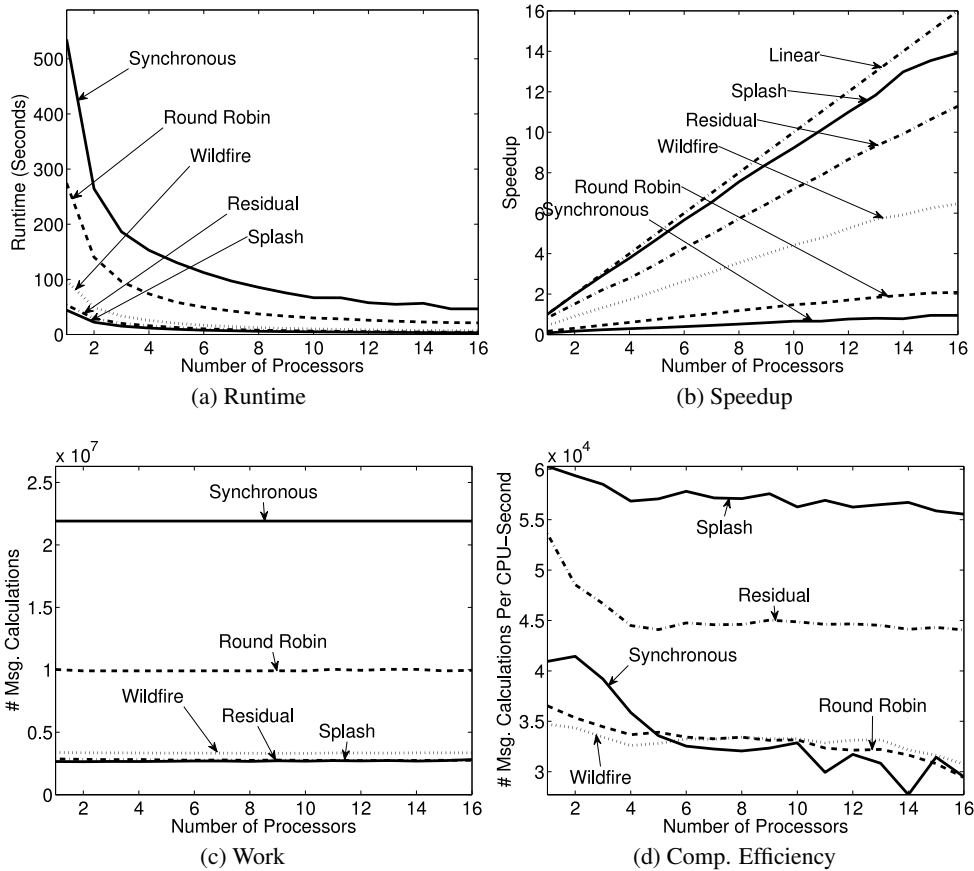 500
400
300
200
100
0
Runtime (Seconds)
Synchronous
Round Robin
Wildfire
Residual
Splash
2 4 6 8 10 12 14 16
Number of Processors
(a) Runtime
16
14
12
10
8
6
4
2
0
Speedup
Linear
Splash
Residual
Wildfire
Round Robin
Synchronous
2 4 6 8 10 12 14 16
Number of Processors
(b) Speedup
x 10^7
2.5
2
1.5
1
0.5
0
# Msg. Calculations
Synchronous
Round Robin
Wildfire
Residual
Splash
2 4 6 8 10 12 14 16
Number of Processors
(c) Work
x 10^4
6
5.5
5
4.5
4
3.5
3
# Msg. Calculations Per CPU-Second
Splash
Residual
Synchronous
Round Robin
Wildfire
2 4 6 8 10 12 14 16
Number of Processors
(d) Comp. Efficiency